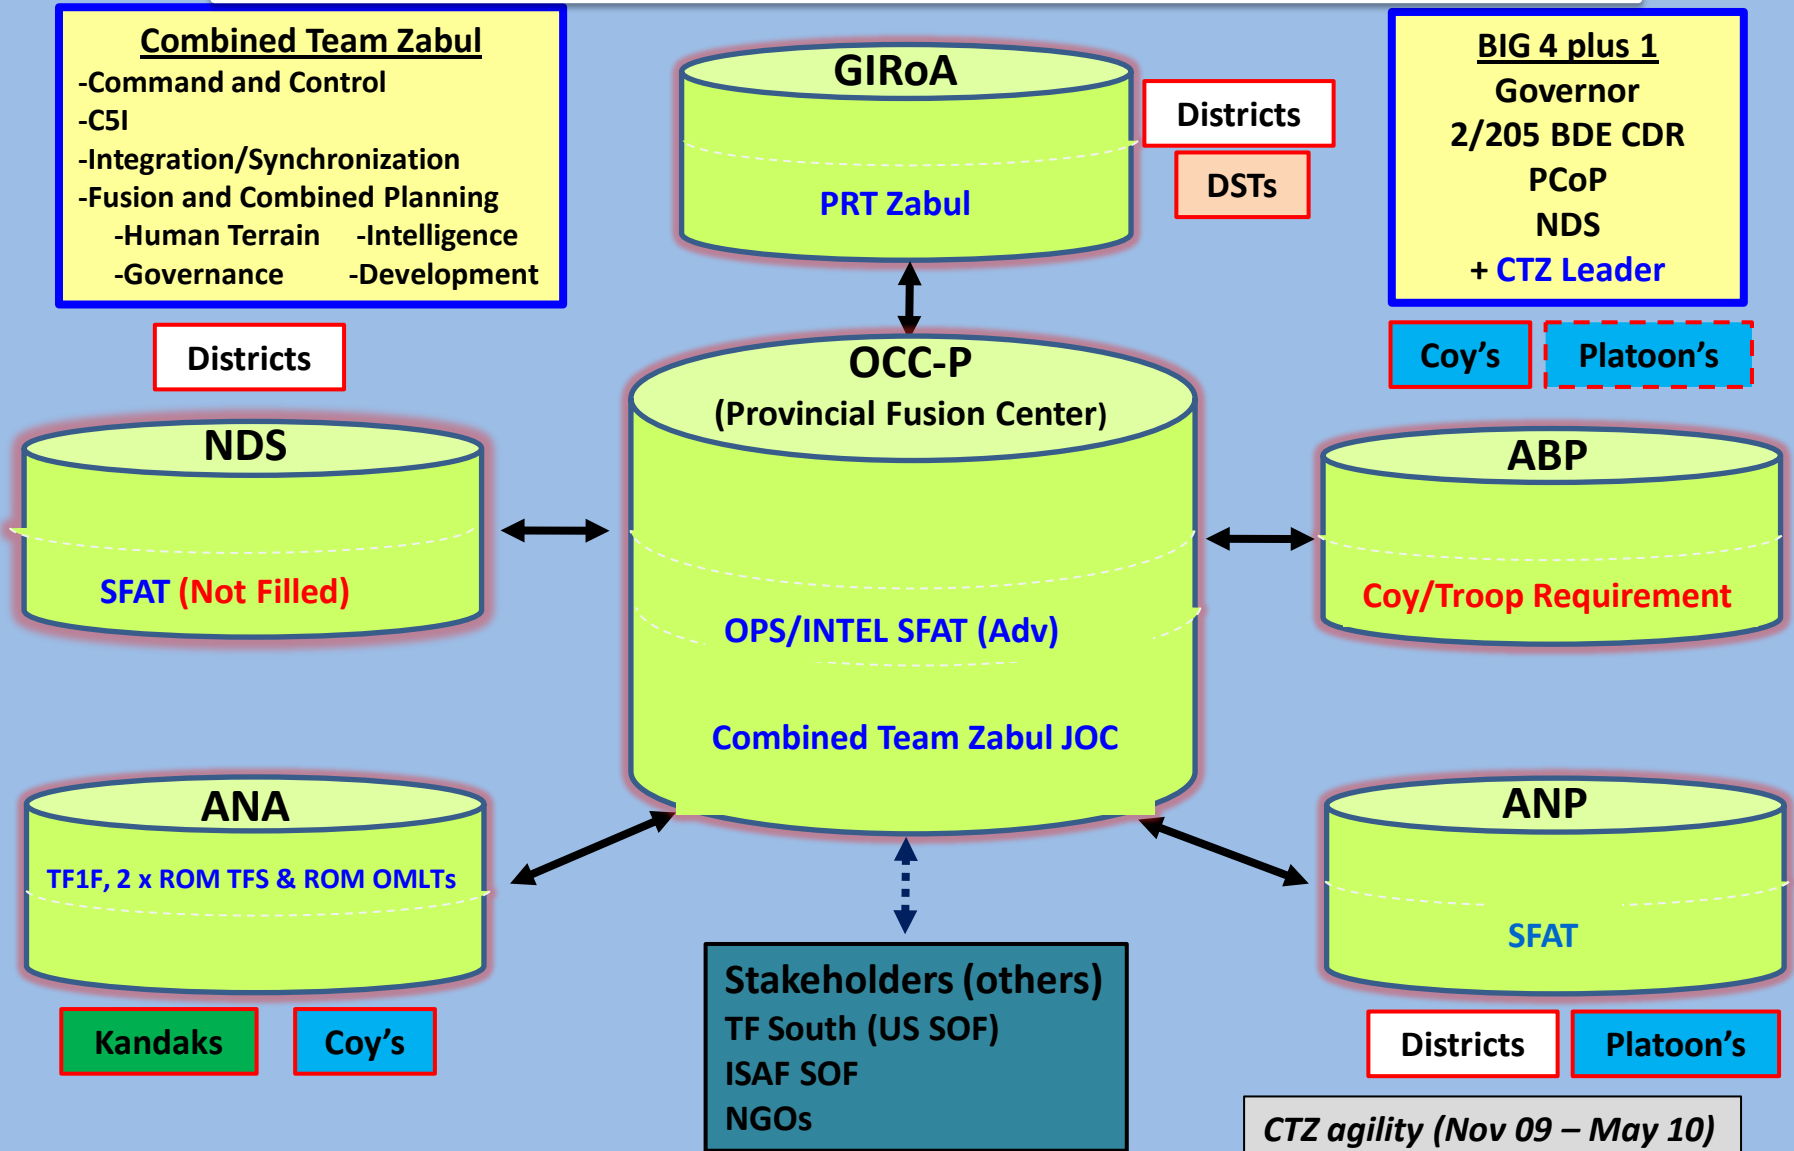 Combined Team Zabul
-Command and Control
-C5I
-Integration/Synchronization
-Fusion and Combined Planning
-Human Terrain -Intelligence
-Governance -Development
GIRoA
PRT Zabul
Districts
DSTs
BIG 4 plus 1
Governor
2/205 BDE CDR
PCoP
NDS
+ CTZ Leader
Districts
Coy's
Platoon's
NDS
SFAT (Not Filled)
OCC-P
(Provincial Fusion Center)
OPS/INTEL SFAT (Adv)
Combined Team Zabul JOC
ABP
Coy/Troop Requirement
ANA
TF1F, 2 x ROM TFS & ROM OMLTs
Kandaks
Coy's
Stakeholders (others)
TF South (US SOF)
ISAF SOF
NGOs
ANP
SFAT
Districts
Platoon's
CTZ agility (Nov 09 – May 10)